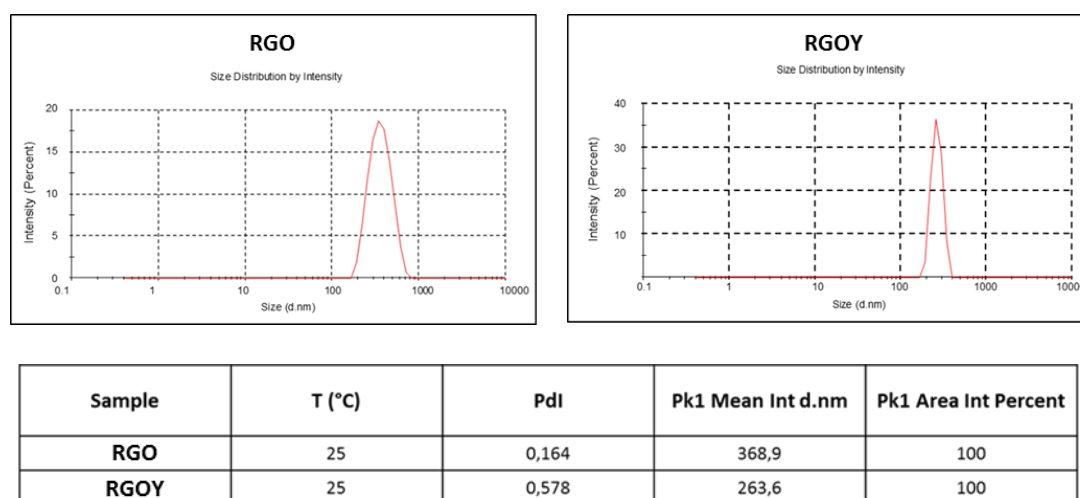 RGO
Size Distribution by Intensity
20
15
10
5
0
Intensity (Percent)
0.1 1 10 100 1000 10000
Size (d.nm)
RGOY
Size Distribution by Intensity
40
30
20
10
Intensity (Percent)
0.1 1 10 100 1000 1000
Size (d.nm)
Sample T (°C) PdI Pk1 Mean Int d.nm Pk1 Area Int Percent
RGO 25 0,164 368,9 100
RGOY 25 0,578 263,6 100